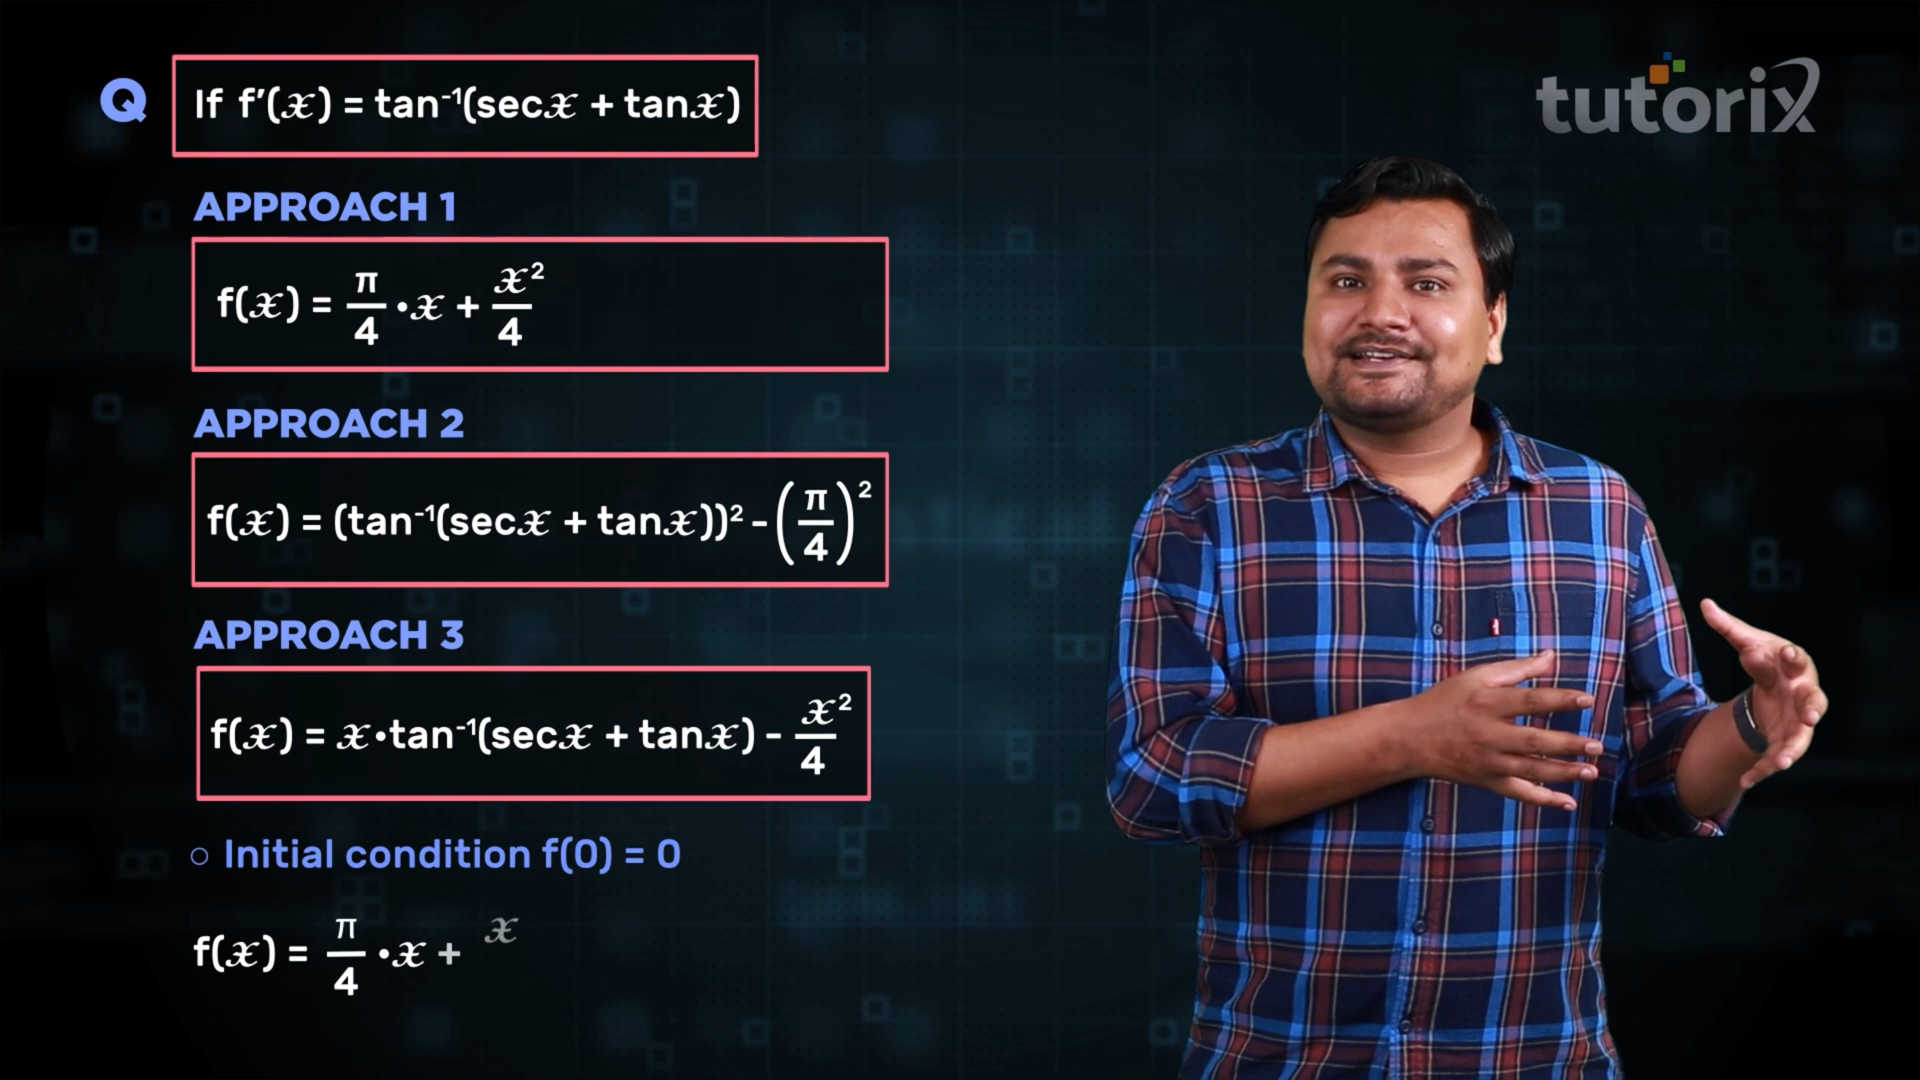 Q If f'(x) = tan⁻¹(secx + tanx)
tutorix
APPROACH 1
f(x) = π/4 • x + x²/4
APPROACH 2
f(x) = (tan⁻¹(secx + tanx))² - (π/4)²
APPROACH 3
f(x) = x•tan⁻¹(secx + tanx) - x²/4
○ Initial condition f(0) = 0
f(x) = π/4 • x + x